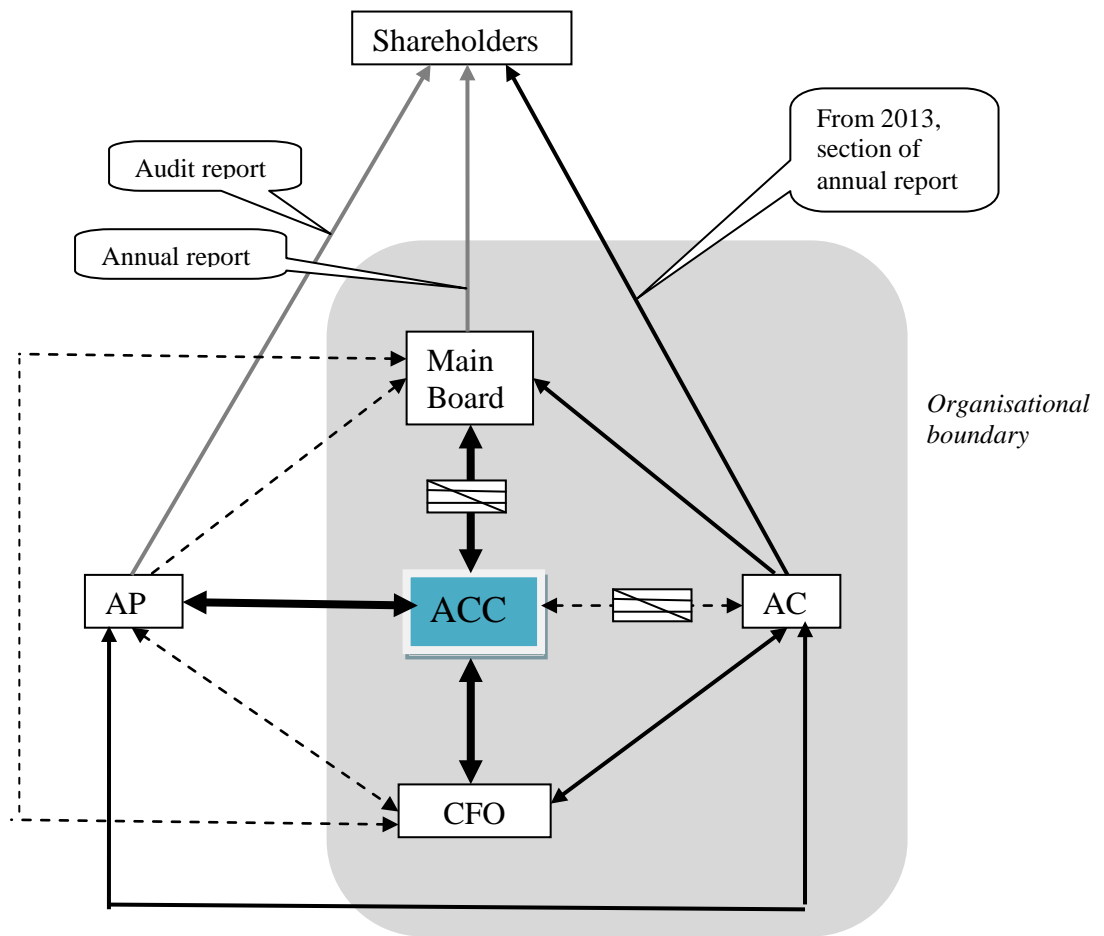 Shareholders
From 2013,
section of
annual report
Audit report
Annual report
Main
Board
Organisational
boundary
AP
ACC
AC
CFO